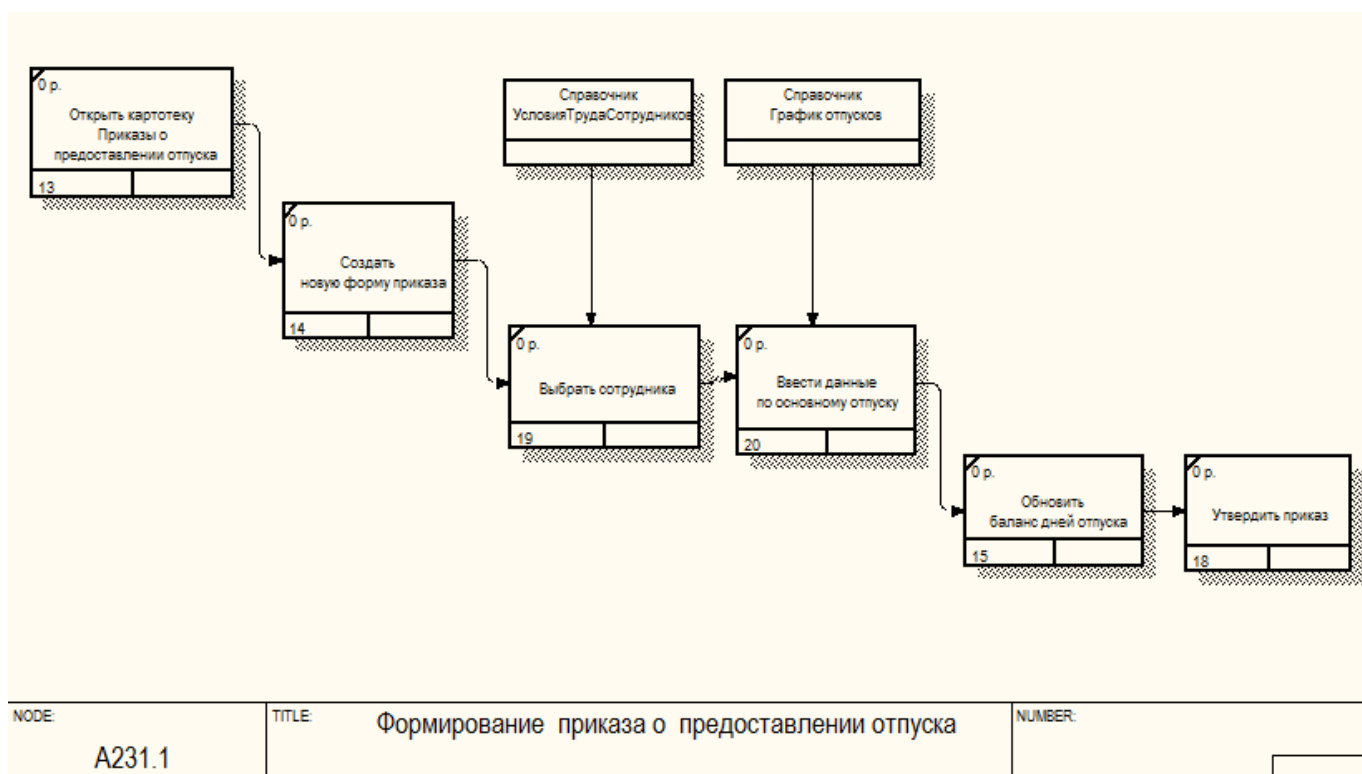 0 р.
Открыть картотеку
Приказы о
предоставлении отпуска
13
0 р.
Создать
новую форму приказа
14
Справочник
УсловияТрудаСотрудников
Справочник
График отпусков
0 р.
Выбрать сотрудника
19
0 р.
Ввести данные
по основному отпуску
20
0 р.
Обновить
баланс дней отпуска
15
0 р.
Утвердить приказ
18
NODE:
A231.1
TITLE:
Формирование приказа о предоставлении отпуска
NUMBER: